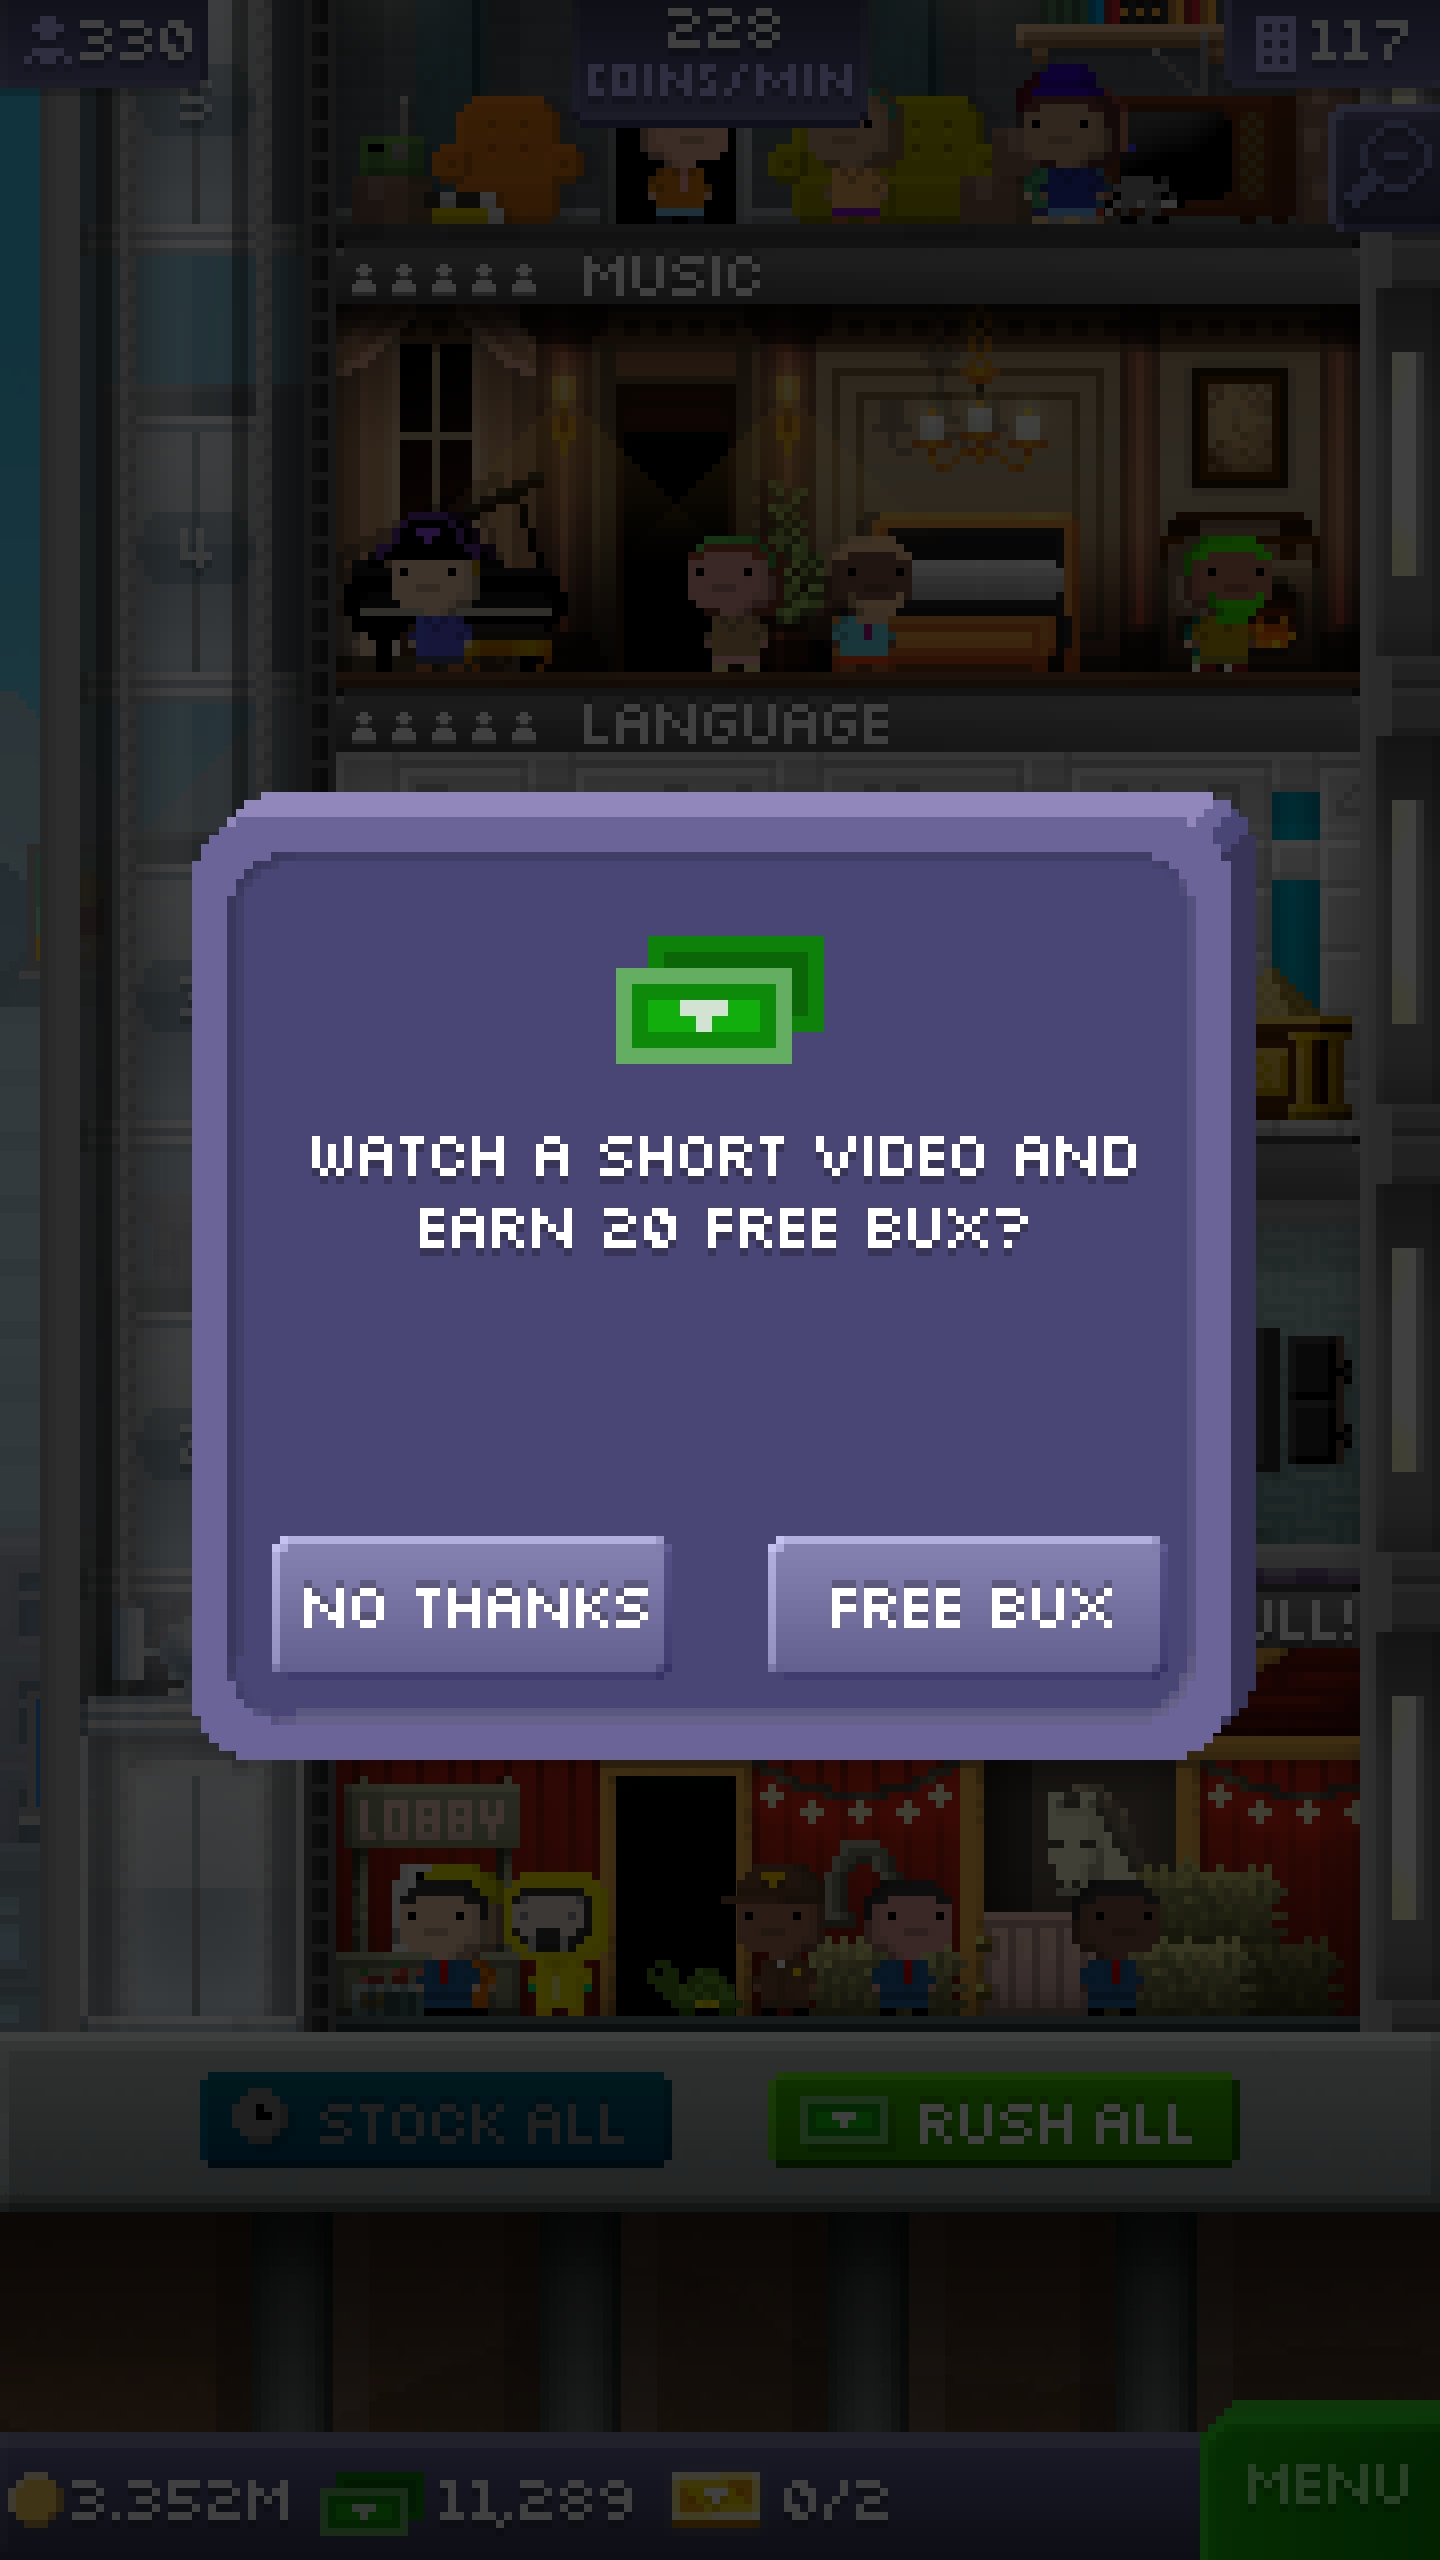 330
228
COINS/MIN
117
5
MUSIC
4
LANGUAGE
WATCH A SHORT VIDEO AND
EARN 20 FREE BUX?
NO THANKS
FREE BUX
LOBBY
STOCK ALL
RUSH ALL
3.352M
11,289
0/2
MENU